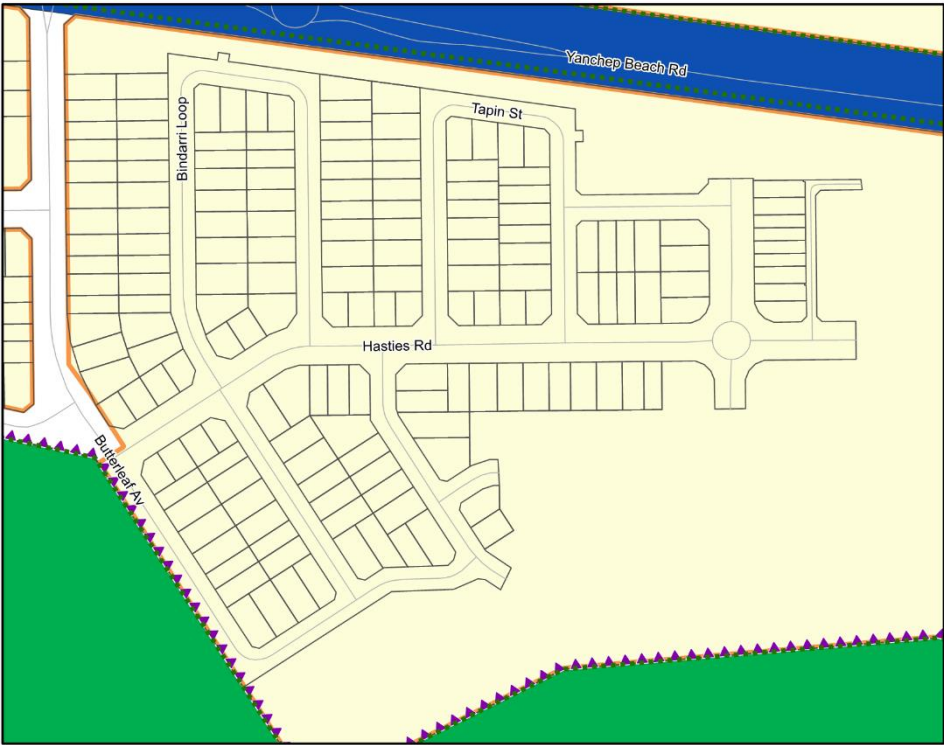 Yanchep Beach Rd
Tapin St
Bindarri Loop
Hasties Rd
Butterleaf Av